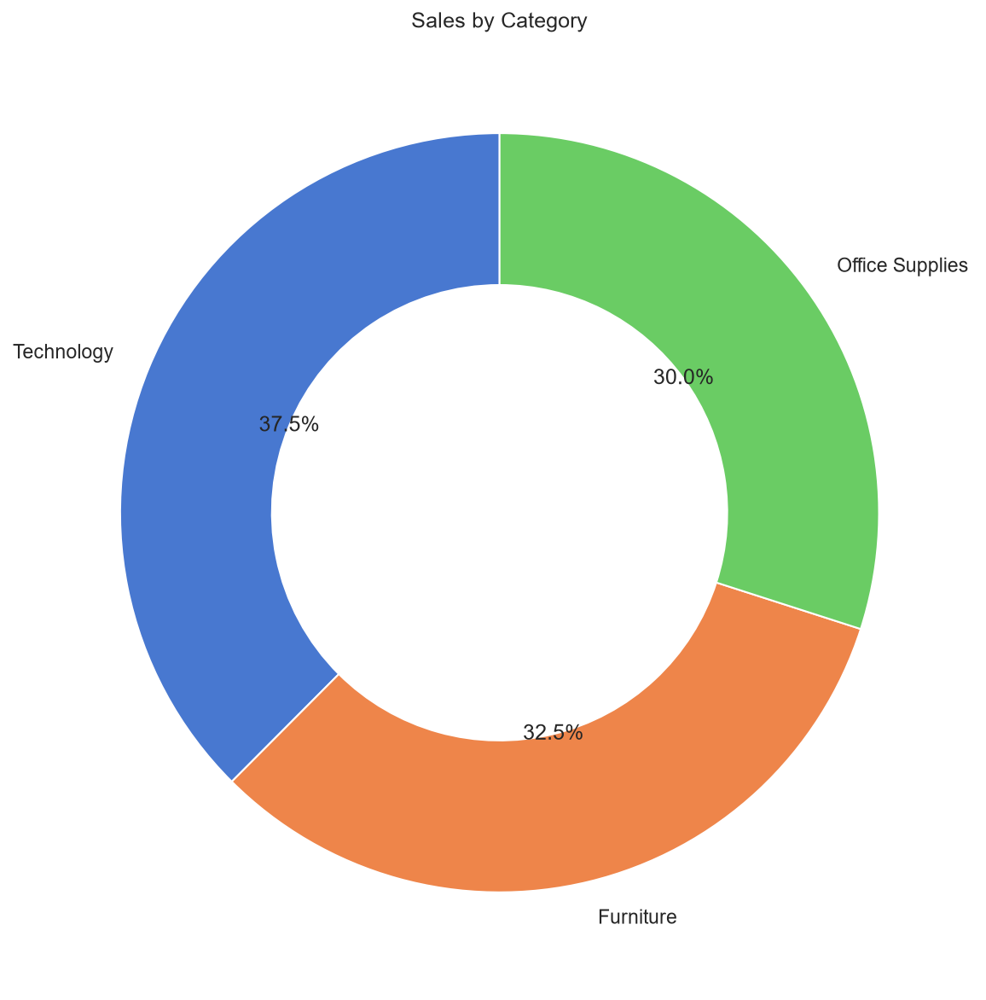 Sales by Category
Office Supplies
Technology
30.0%
37.5%
32.5%
Furniture